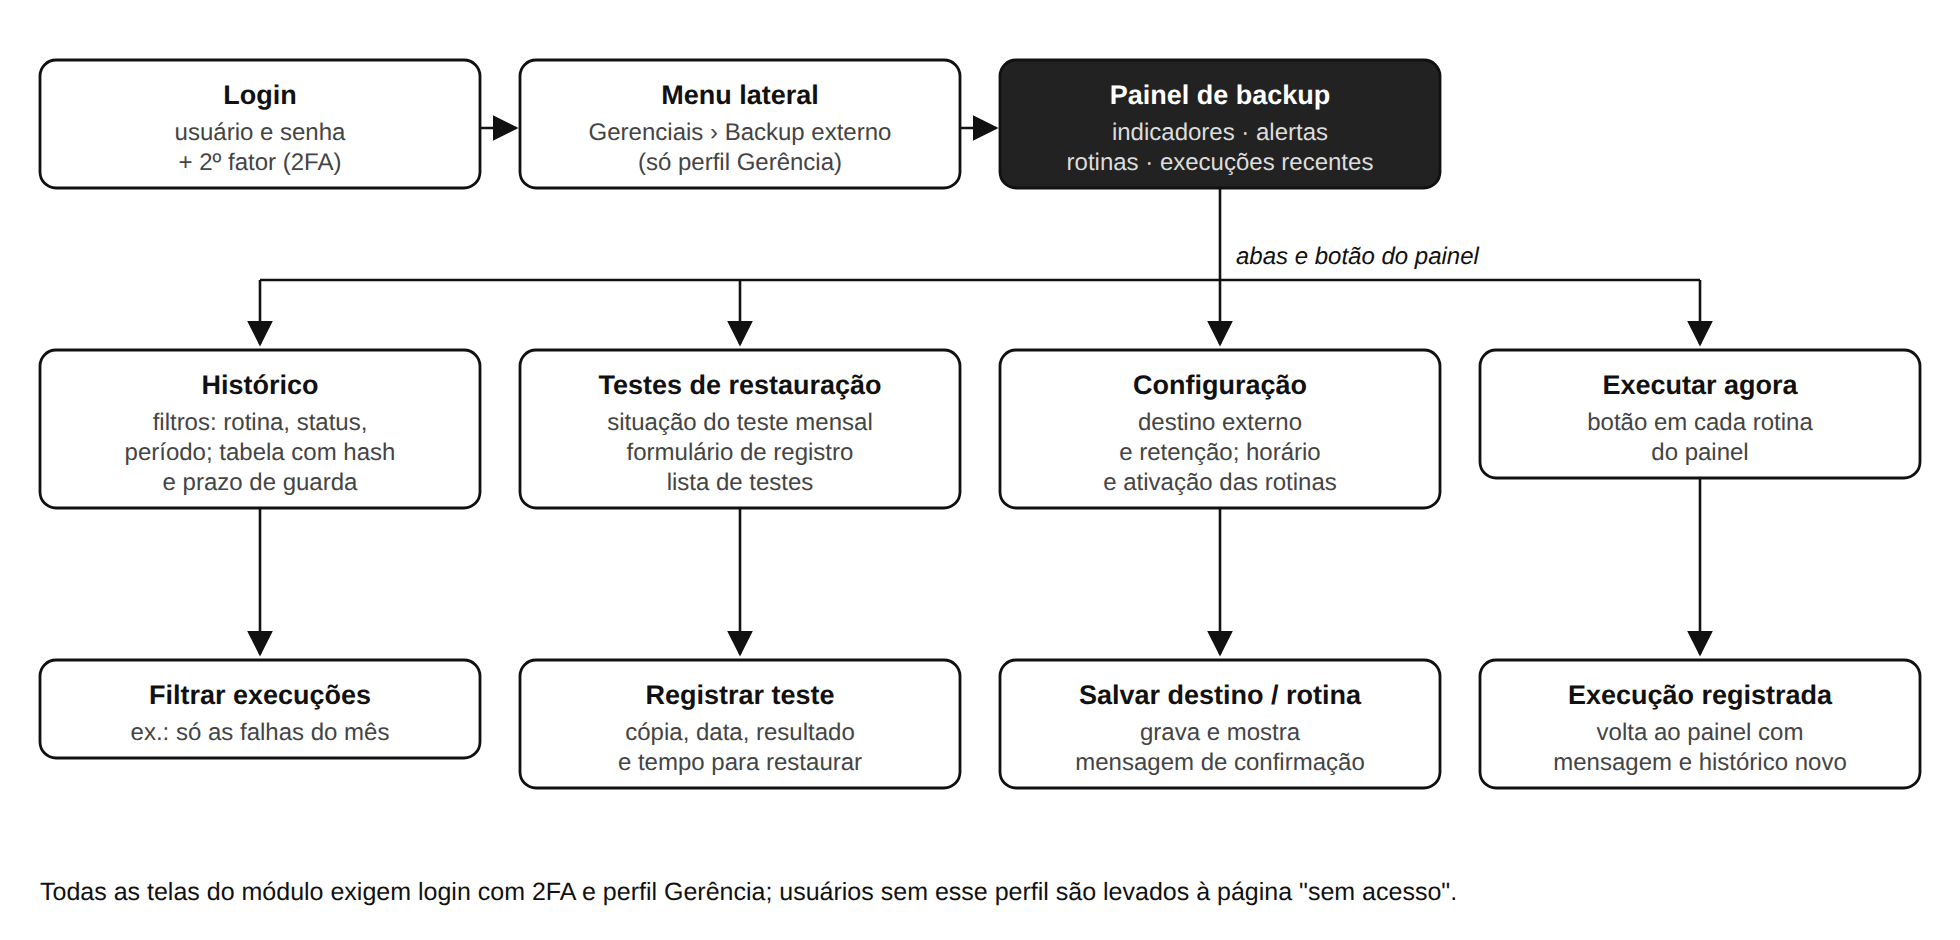 Login
usuário e senha
+ 2º fator (2FA)
Menu lateral
Gerenciais › Backup externo
(só perfil Gerência)
Painel de backup
indicadores · alertas
rotinas · execuções recentes
abas e botão do painel
Histórico
filtros: rotina, status,
período; tabela com hash
e prazo de guarda
Testes de restauração
situação do teste mensal
formulário de registro
lista de testes
Configuração
destino externo
e retenção; horário
e ativação das rotinas
Executar agora
botão em cada rotina
do painel
Filtrar execuções
ex.: só as falhas do mês
Registrar teste
cópia, data, resultado
e tempo para restaurar
Salvar destino / rotina
grava e mostra
mensagem de confirmação
Execução registrada
volta ao painel com
mensagem e histórico novo
Todas as telas do módulo exigem login com 2FA e perfil Gerência; usuários sem esse perfil são levados à página "sem acesso".